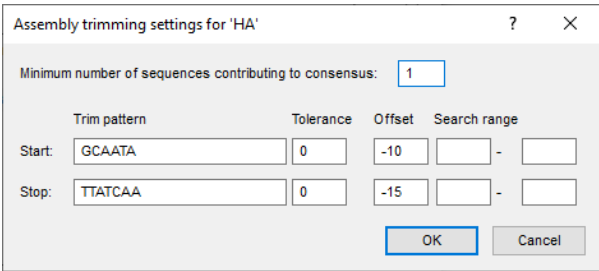 Assembly trimming settings for 'HA' ? ×
Minimum number of sequences contributing to consensus: 1
Trim pattern Tolerance Offset Search range
Start: GCAATA 0 -10 -
Stop: TTATCAA 0 -15 -
OK Cancel